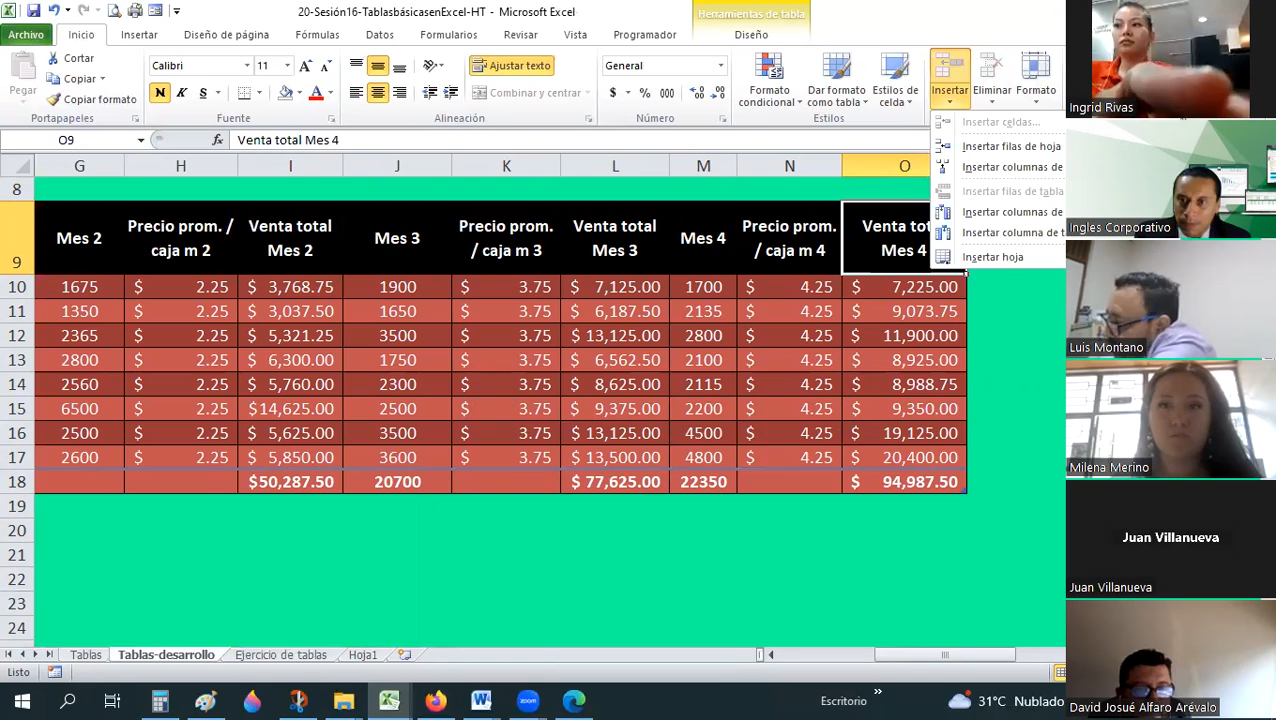 20-Sesión16-TablasbásicasenExcel-HT - Microsoft Excel
Herramientas de tabla
Archivo Inicio Insertar Diseño de página Fórmulas Datos Formularios Revisar Vista Programador Diseño
Pegar
Cortar
Copiar
Copiar formato
Portapapeles
Calibri 11
N K S
A A
Fuente
Ajustar texto
Combinar y centrar
Alineación
General
$ % 000
Número
Formato condicional
Dar formato como tabla
Estilos de celda
Estilos
Insertar Eliminar Formato
Insertar celdas...
Insertar filas de hoja
Insertar columnas de
Insertar filas de tabla
Insertar columnas de
Insertar columna de t
Insertar hoja
O9 fx Venta total Mes 4
G H I J K L M N O
8
9 Mes 2 Precio prom. / caja m 2 Venta total Mes 2 Mes 3 Precio prom. / caja m 3 Venta total Mes 3 Mes 4 Precio prom. / caja m 4 Venta tot Mes 4
10 1675 $ 2.25 $ 3,768.75 1900 $ 3.75 $ 7,125.00 1700 $ 4.25 $ 7,225.00
11 1350 $ 2.25 $ 3,037.50 1650 $ 3.75 $ 6,187.50 2135 $ 4.25 $ 9,073.75
12 2365 $ 2.25 $ 5,321.25 3500 $ 3.75 $ 13,125.00 2800 $ 4.25 $ 11,900.00
13 2800 $ 2.25 $ 6,300.00 1750 $ 3.75 $ 6,562.50 2100 $ 4.25 $ 8,925.00
14 2560 $ 2.25 $ 5,760.00 2300 $ 3.75 $ 8,625.00 2115 $ 4.25 $ 8,988.75
15 6500 $ 2.25 $14,625.00 2500 $ 3.75 $ 9,375.00 2200 $ 4.25 $ 9,350.00
16 2500 $ 2.25 $ 5,625.00 3500 $ 3.75 $ 13,125.00 4500 $ 4.25 $ 19,125.00
17 2600 $ 2.25 $ 5,850.00 3600 $ 3.75 $ 13,500.00 4800 $ 4.25 $ 20,400.00
18 $50,287.50 20700 $ 77,625.00 22350 $ 94,987.50
19
20
21
22
23
24
Tablas Tablas-desarrollo Ejercicio de tablas Hoja1
Listo
zoom
Escritorio » 31°C Nublado
Ingrid Rivas
Ingles Corporativo
Luis Montano
Milena Merino
Juan Villanueva
Juan Villanueva
David Josué Alfaro Arévalo